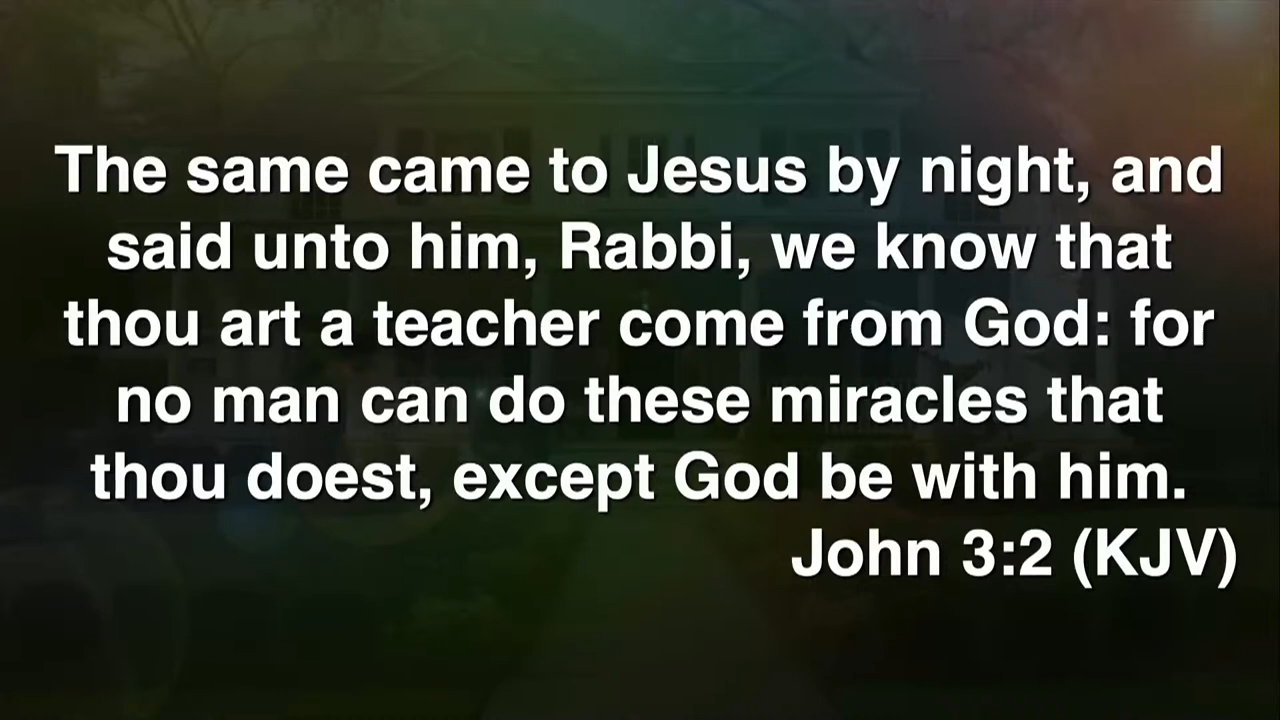 The same came to Jesus by night, and
said unto him, Rabbi, we know that
thou art a teacher come from God: for
no man can do these miracles that
thou doest, except God be with him.
John 3:2 (KJV)